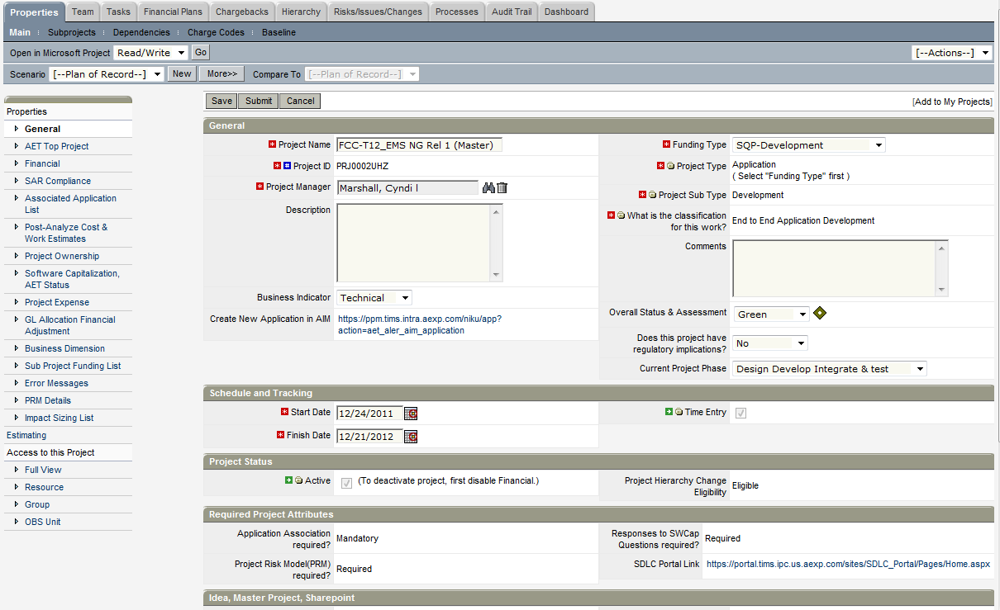 Properties Team Tasks Financial Plans Chargebacks Hierarchy Risks/Issues/Changes Processes Audit Trail Dashboard
Main Subprojects Dependencies Charge Codes Baseline
Open in Microsoft Project Read/Write Go [--Actions--]
Scenario [--Plan of Record--] New More>> Compare To [--Plan of Record--]
Properties
General
AET Top Project
Financial
SAR Compliance
Associated Application
List
Post-Analyze Cost &
Work Estimates
Project Ownership
Software Capitalization,
AET Status
Project Expense
GL Allocation Financial
Adjustment
Business Dimension
Sub Project Funding List
Error Messages
PRM Details
Impact Sizing List
Estimating
Access to this Project
Full View
Resource
Group
OBS Unit
Save Submit Cancel [Add to My Projects]
General
Project Name FCC-T12_EMS NG Rel 1 (Master)
Project ID PRJ0002UHZ
Project Manager Marshall, Cyndi l
Description
Business Indicator Technical
Create New Application in AIM https://ppm.tims.intra.aexp.com/niku/app?
action=aet_aler_aim_application
Funding Type SQP-Development
Project Type Application
( Select "Funding Type" first )
Project Sub Type Development
What is the classification
for this work? End to End Application Development
Comments
Overall Status & Assessment Green
Does this project have
regulatory implications? No
Current Project Phase Design Develop Integrate & test
Schedule and Tracking
Start Date 12/24/2011 Time Entry
Finish Date 12/21/2012
Project Status
Active (To deactivate project, first disable Financial.)
Project Hierarchy Change
Eligibility Eligible
Required Project Attributes
Application Association
required? Mandatory
Responses to SWCap
Questions required? Required
Project Risk Model(PRM)
required? Required
SDLC Portal Link https://portal.tims.ipc.us.aexp.com/sites/SDLC_Portal/Pages/Home.aspx
Idea, Master Project, Sharepoint